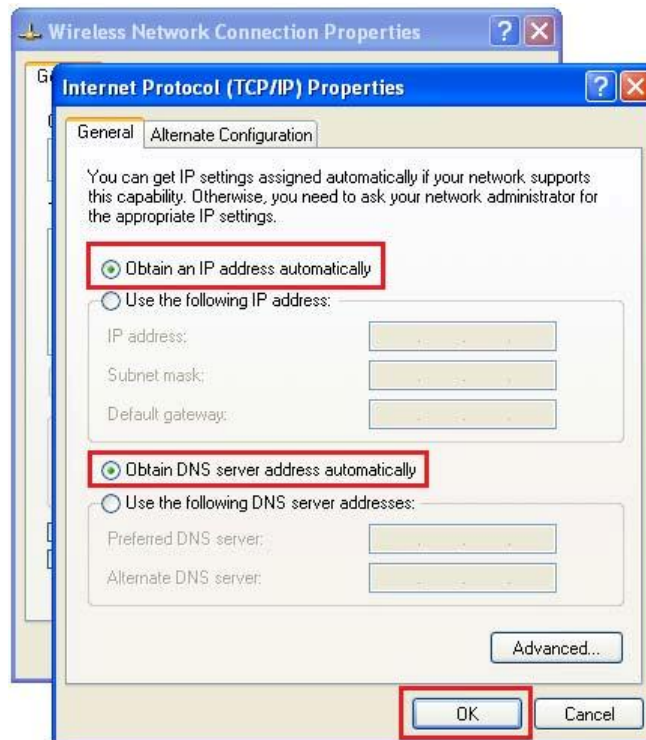 Wireless Network Connection Properties
Internet Protocol (TCP/IP) Properties
General
Alternate Configuration
You can get IP settings assigned automatically if your network supports
this capability. Otherwise, you need to ask your network administrator for
the appropriate IP settings.
Obtain an IP address automatically
Use the following IP address:
IP address:
Subnet mask:
Default gateway:
Obtain DNS server address automatically
Use the following DNS server addresses:
Preferred DNS server:
Alternate DNS server:
Advanced...
OK
Cancel